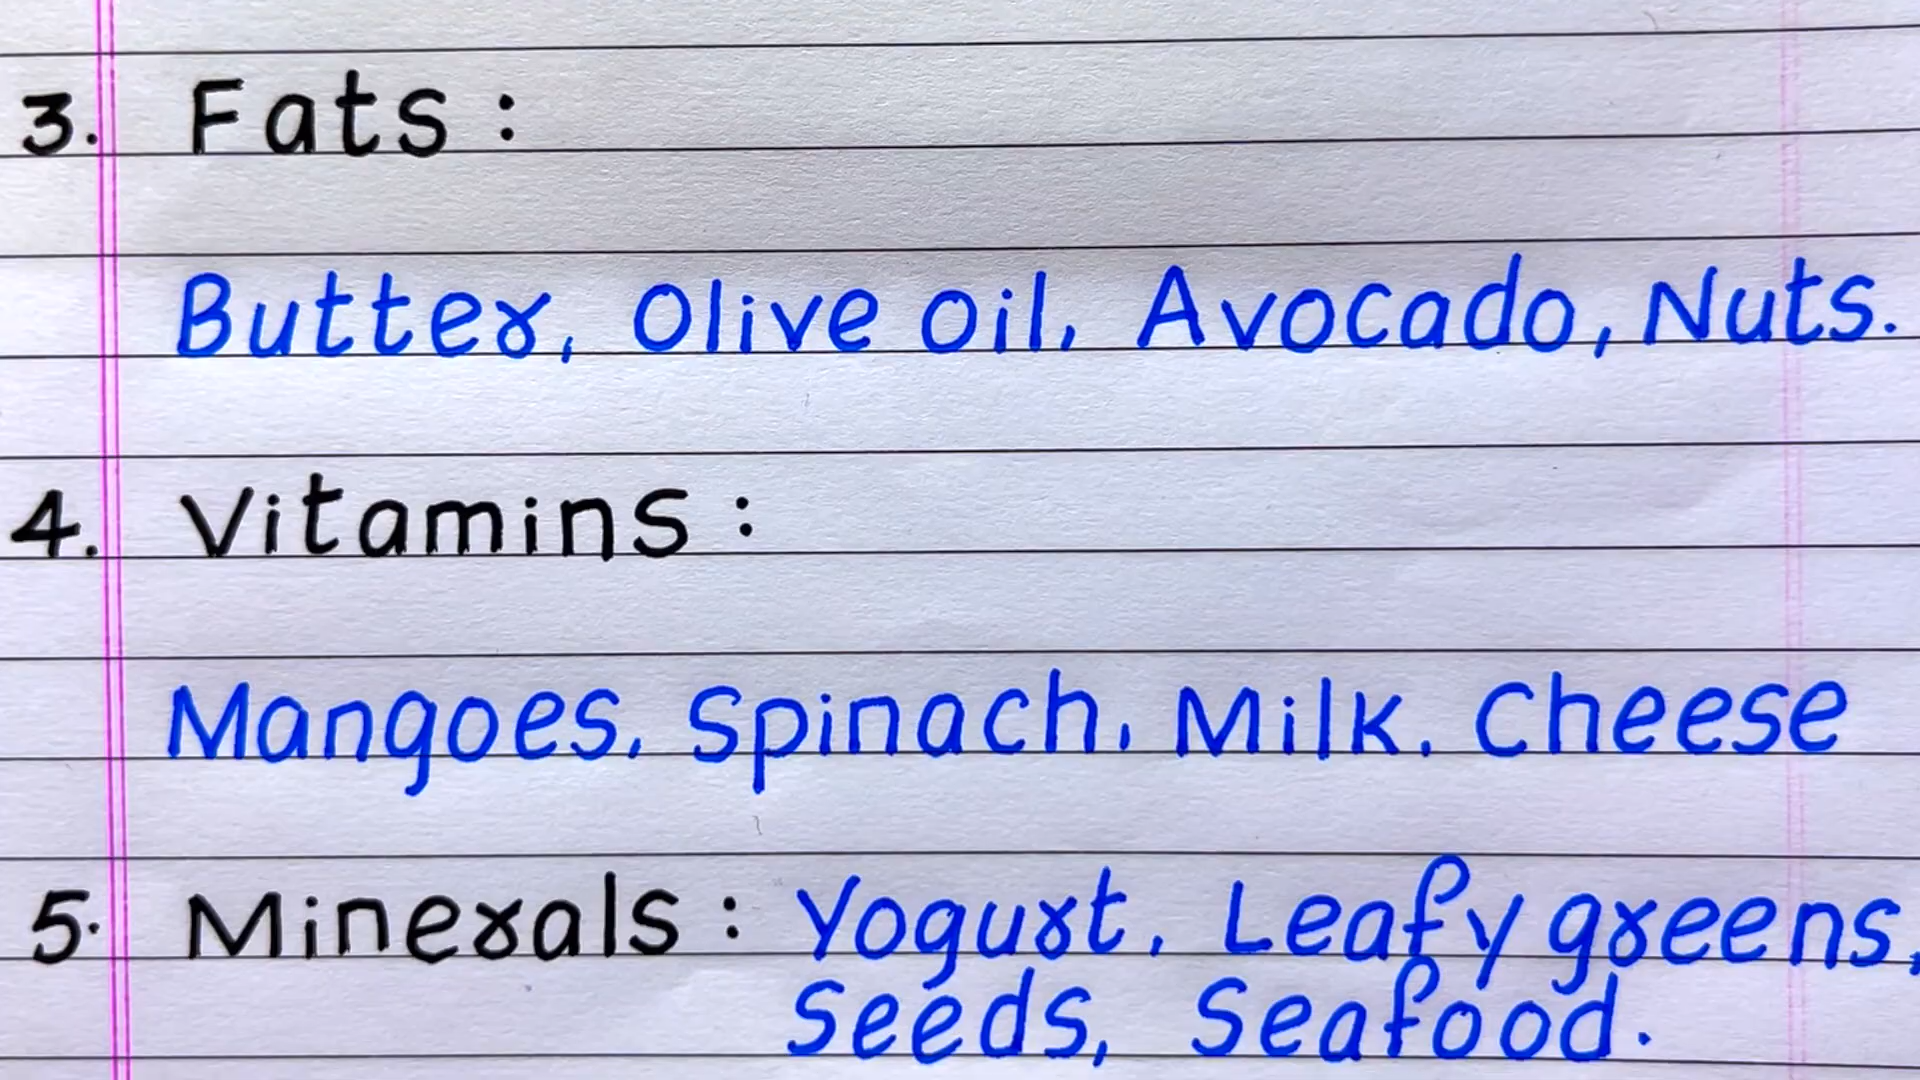 3. Fats :
Butter, Olive oil, Avocado, Nuts.
4. Vitamins :
Mangoes, Spinach, Milk, Cheese
5. Minerals : Yogurt, Leafy greens,
Seeds, Seafood.